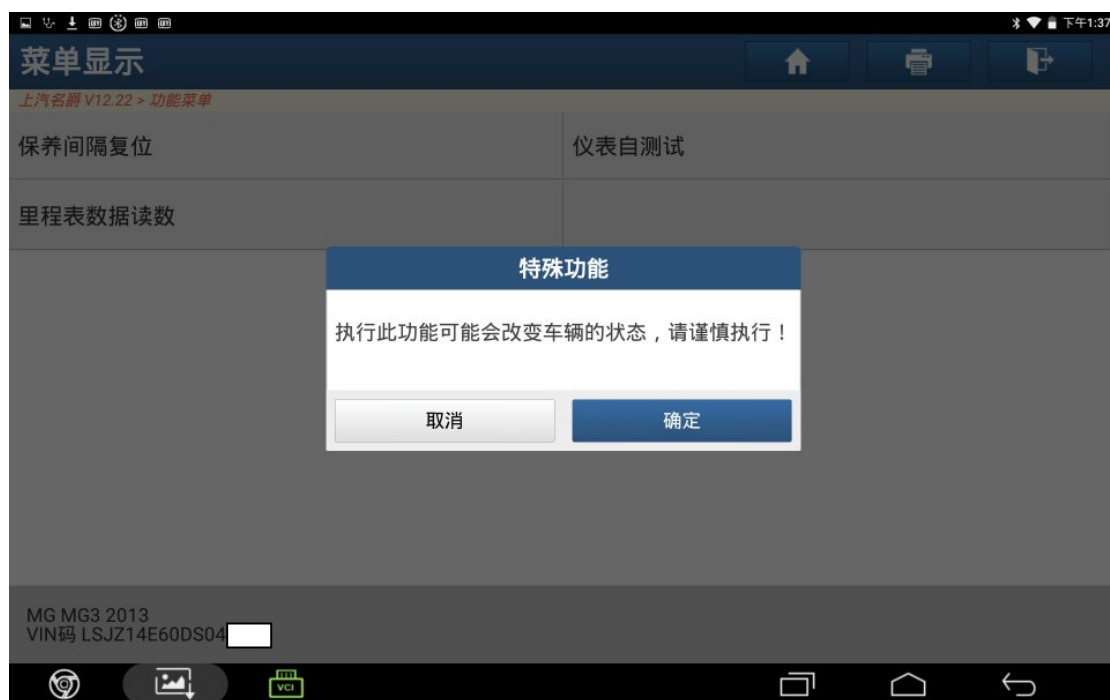 下午1:37
菜单显示
上汽名爵 V12.22 > 功能菜单
保养间隔复位
仪表自测试
里程表数据读数
特殊功能
执行此功能可能会改变车辆的状态，请谨慎执行！
取消
确定
MG MG3 2013
VIN码 LSJZ14E60DS04
VCI